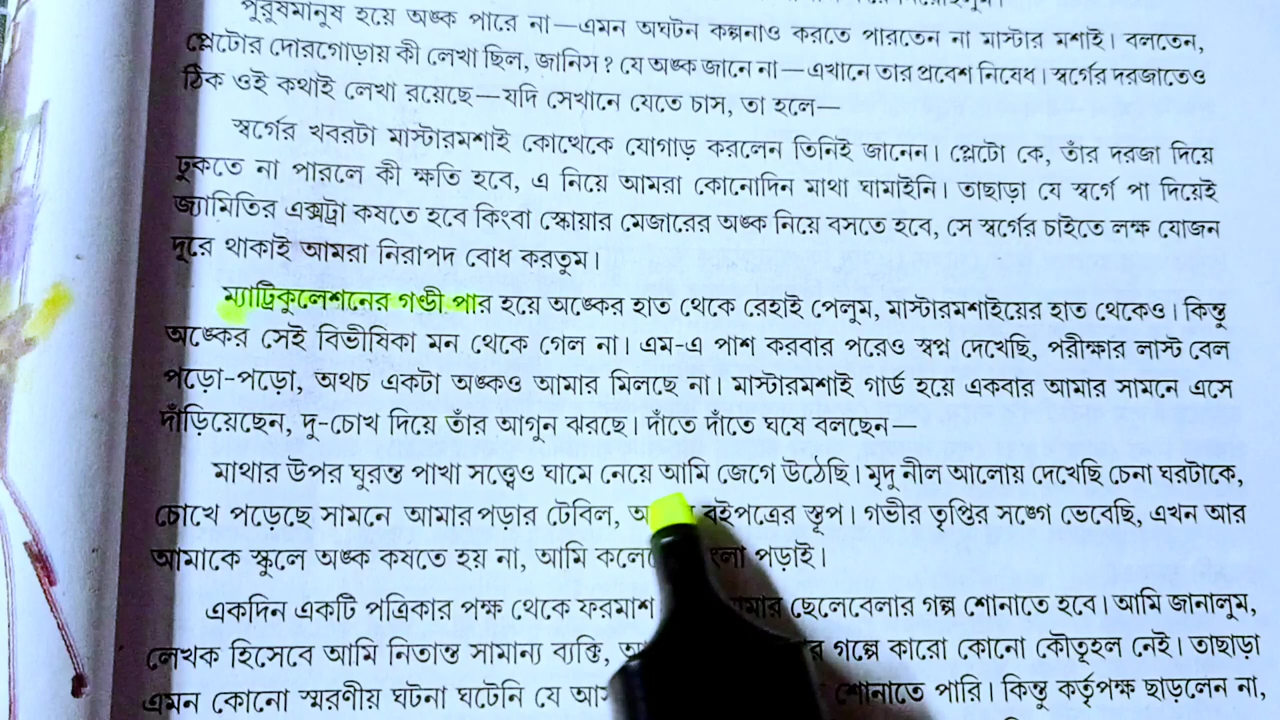 পুরুষমানুষ হয়ে অঙ্ক পারে না—এমন অঘটন কল্পনাও করতে পারতেন না মাস্টার মশাই। বলতেন,
প্লেটোর দোরগোড়ায় কী লেখা ছিল, জানিস? যে অঙ্ক জানে না—এখানে তার প্রবেশ নিষেধ। স্বর্গের দরজাতেও
ঠিক ওই কথাই লেখা রয়েছে—যদি সেখানে যেতে চাস, তা হলে—
স্বর্গের খবরটা মাস্টারমশাই কোত্থেকে যোগাড় করলেন তিনিই জানেন। প্লেটো কে, তাঁর দরজা দিয়ে
ঢুকতে না পারলে কী ক্ষতি হবে, এ নিয়ে আমরা কোনোদিন মাথা ঘামাইনি। তাছাড়া যে স্বর্গে পা দিয়েই
জ্যামিতির এক্সট্রা কষতে হবে কিংবা স্কোয়ার মেজারের অঙ্ক নিয়ে বসতে হবে, সে স্বর্গের চাইতে লক্ষ যোজন
দূরে থাকাই আমরা নিরাপদ বোধ করতুম।
ম্যাট্রিকুলেশনের গণ্ডী পার হয়ে অঙ্কের হাত থেকে রেহাই পেলুম, মাস্টারমশাইয়ের হাত থেকেও। কিন্তু
অঙ্কের সেই বিভীষিকা মন থেকে গেল না। এম-এ পাশ করবার পরেও স্বপ্ন দেখেছি, পরীক্ষার লাস্ট বেল
পড়ো-পড়ো, অথচ একটা অঙ্কও আমার মিলছে না। মাস্টারমশাই গার্ড হয়ে একবার আমার সামনে এসে
দাঁড়িয়েছেন, দু-চোখ দিয়ে তাঁর আগুন ঝরছে। দাঁতে দাঁতে ঘষে বলছেন—
মাথার উপর ঘুরন্ত পাখা সত্ত্বেও ঘামে নেয়ে আমি জেগে উঠেছি। মৃদু নীল আলোয় দেখেছি চেনা ঘরটাকে,
চোখে পড়েছে সামনে আমার পড়ার টেবিল, বইপত্রের স্তূপ। গভীর তৃপ্তির সঙ্গে ভেবেছি, এখন আর
আমাকে স্কুলে অঙ্ক কষতে হয় না, আমি পড়াই।
একদিন একটি পত্রিকার পক্ষ থেকে ফরমাশ ছেলেবেলার গল্প শোনাতে হবে। আমি জানালুম,
লেখক হিসেবে আমি নিতান্ত সামান্য ব্যক্তি, গল্পে কারো কোনো কৌতূহল নেই। তাছাড়া
এমন কোনো স্মরণীয় ঘটনা ঘটেনি যে শোনাতে পারি। কিন্তু কর্তৃপক্ষ ছাড়লেন না,